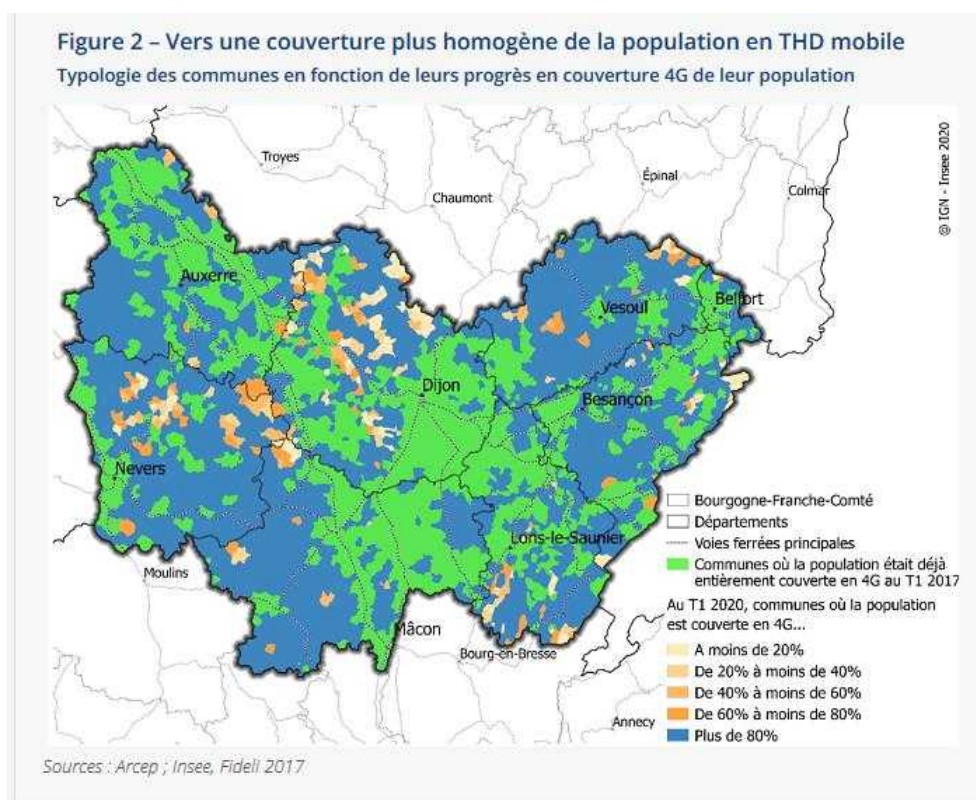 Figure 2 – Vers une couverture plus homogène de la population en THD mobile
Typologie des communes en fonction de leurs progrès en couverture 4G de leur population
Troyes
Épinal
Chaumont
Colmar
© IGN - Insee 2020
Auxerre
Vesoul
Belfort
Dijon
Besançon
Nevers
Lons-le-Saunier
Moulins
Mâcon
Bourg-en-Bresse
Annecy
Bourgogne-Franche-Comté
Départements
Voies ferrées principales
Communes où la population était déjà
entièrement couverte en 4G au T1 2017
Au T1 2020, communes où la population
est couverte en 4G...
A moins de 20%
De 20% à moins de 40%
De 40% à moins de 60%
De 60% à moins de 80%
Plus de 80%
Sources : Arcep ; Insee, Fideli 2017